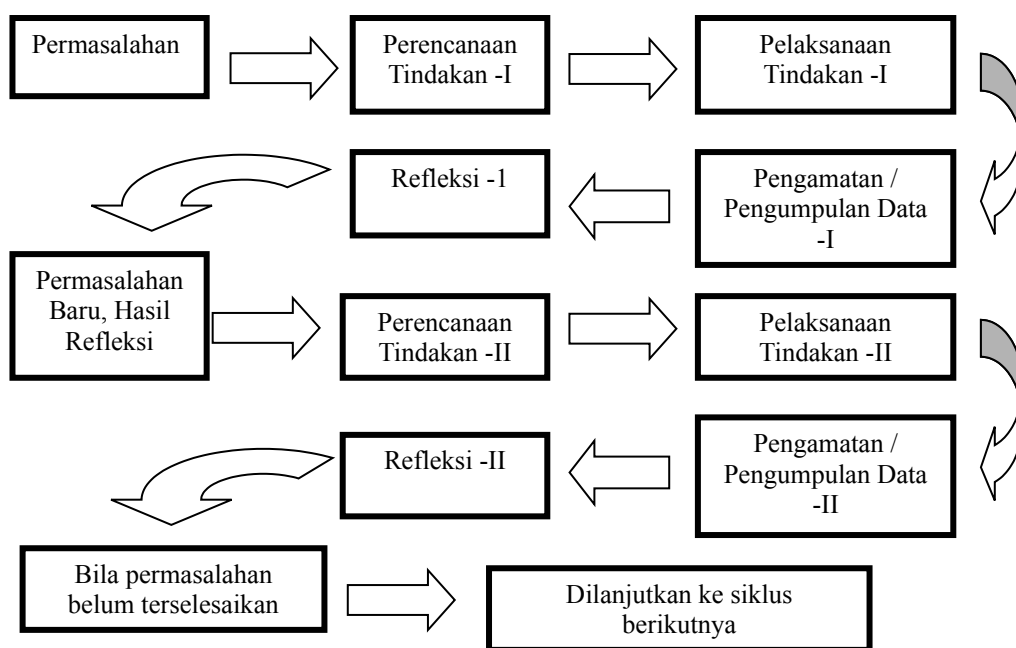 Permasalahan
Perencanaan
Tindakan -I
Pelaksanaan
Tindakan -I
Refleksi -1
Pengamatan /
Pengumpulan Data
-I
Permasalahan
Baru, Hasil
Refleksi
Perencanaan
Tindakan -II
Pelaksanaan
Tindakan -II
Refleksi -II
Pengamatan /
Pengumpulan Data
-II
Bila permasalahan
belum terselesaikan
Dilanjutkan ke siklus
berikutnya